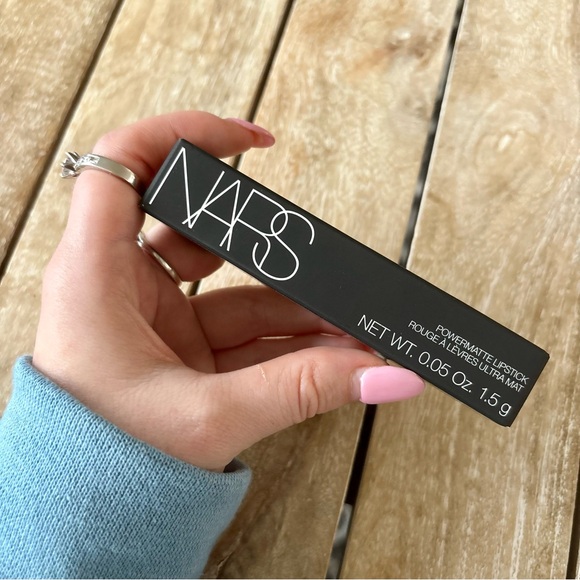 NARS
POWERMATTE LIPSTICK
ROUGE À LÈVRES ULTRA MAT
NET WT. 0.05 Oz. 1.5 g